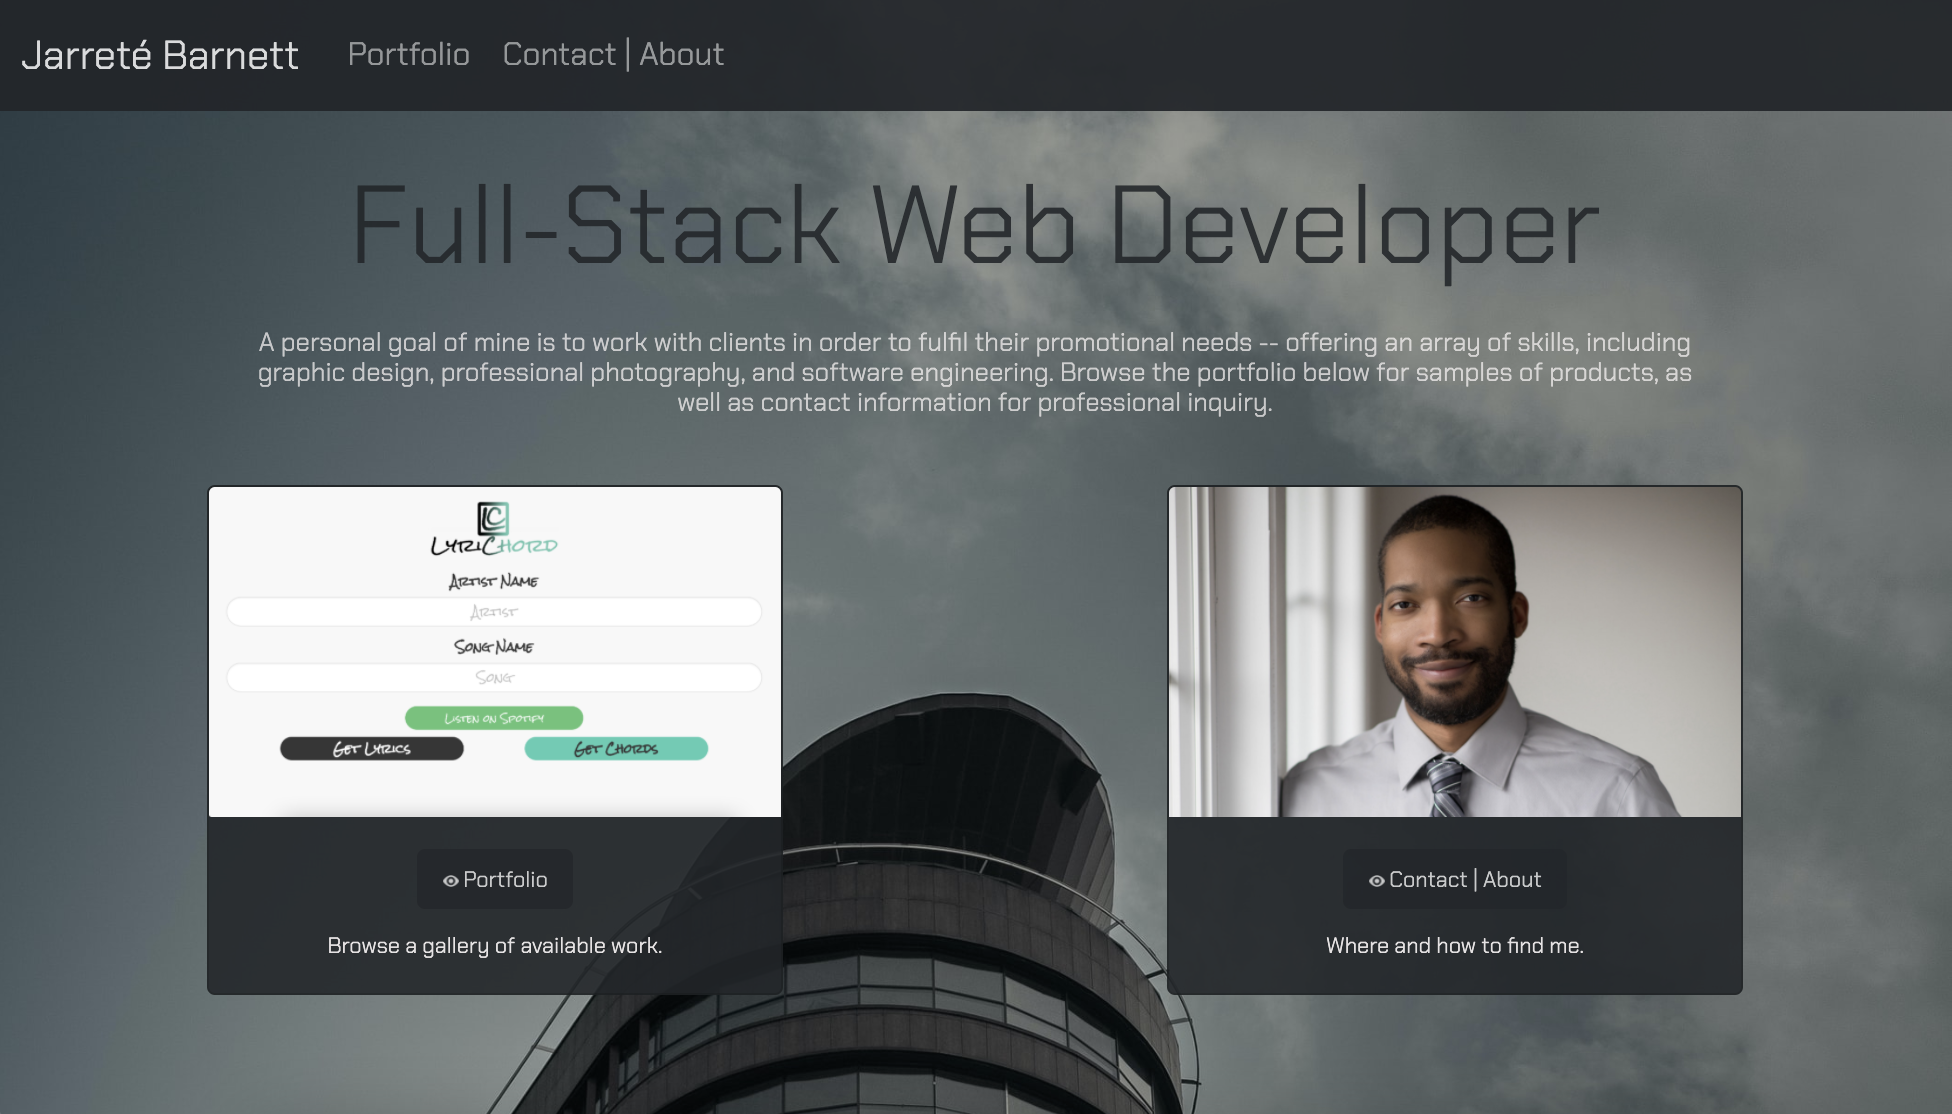 Jarreté Barnett Portfolio Contact | About
Full-Stack Web Developer
A personal goal of mine is to work with clients in order to fulfil their promotional needs -- offering an array of skills, including
graphic design, professional photography, and software engineering. Browse the portfolio below for samples of products, as
well as contact information for professional inquiry.
LC
LyriChord
Artist Name
Artist
Song Name
Song
Listen on Spotify
Get Lyrics Get Chords
Portfolio
Browse a gallery of available work.
Contact | About
Where and how to find me.